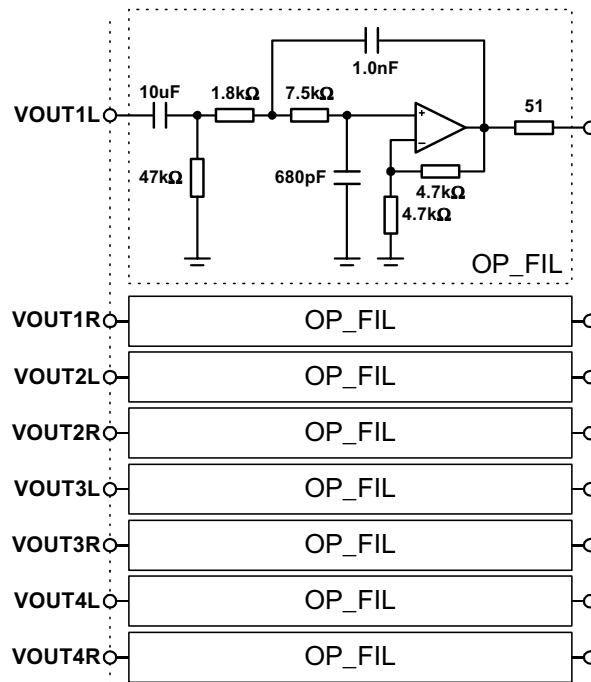 1.0nF
10uF
1.8kΩ
7.5kΩ
51
VOUT1L
+
−
47kΩ
680pF
4.7kΩ
4.7kΩ
OP_FIL
VOUT1R OP_FIL
VOUT2L OP_FIL
VOUT2R OP_FIL
VOUT3L OP_FIL
VOUT3R OP_FIL
VOUT4L OP_FIL
VOUT4R OP_FIL